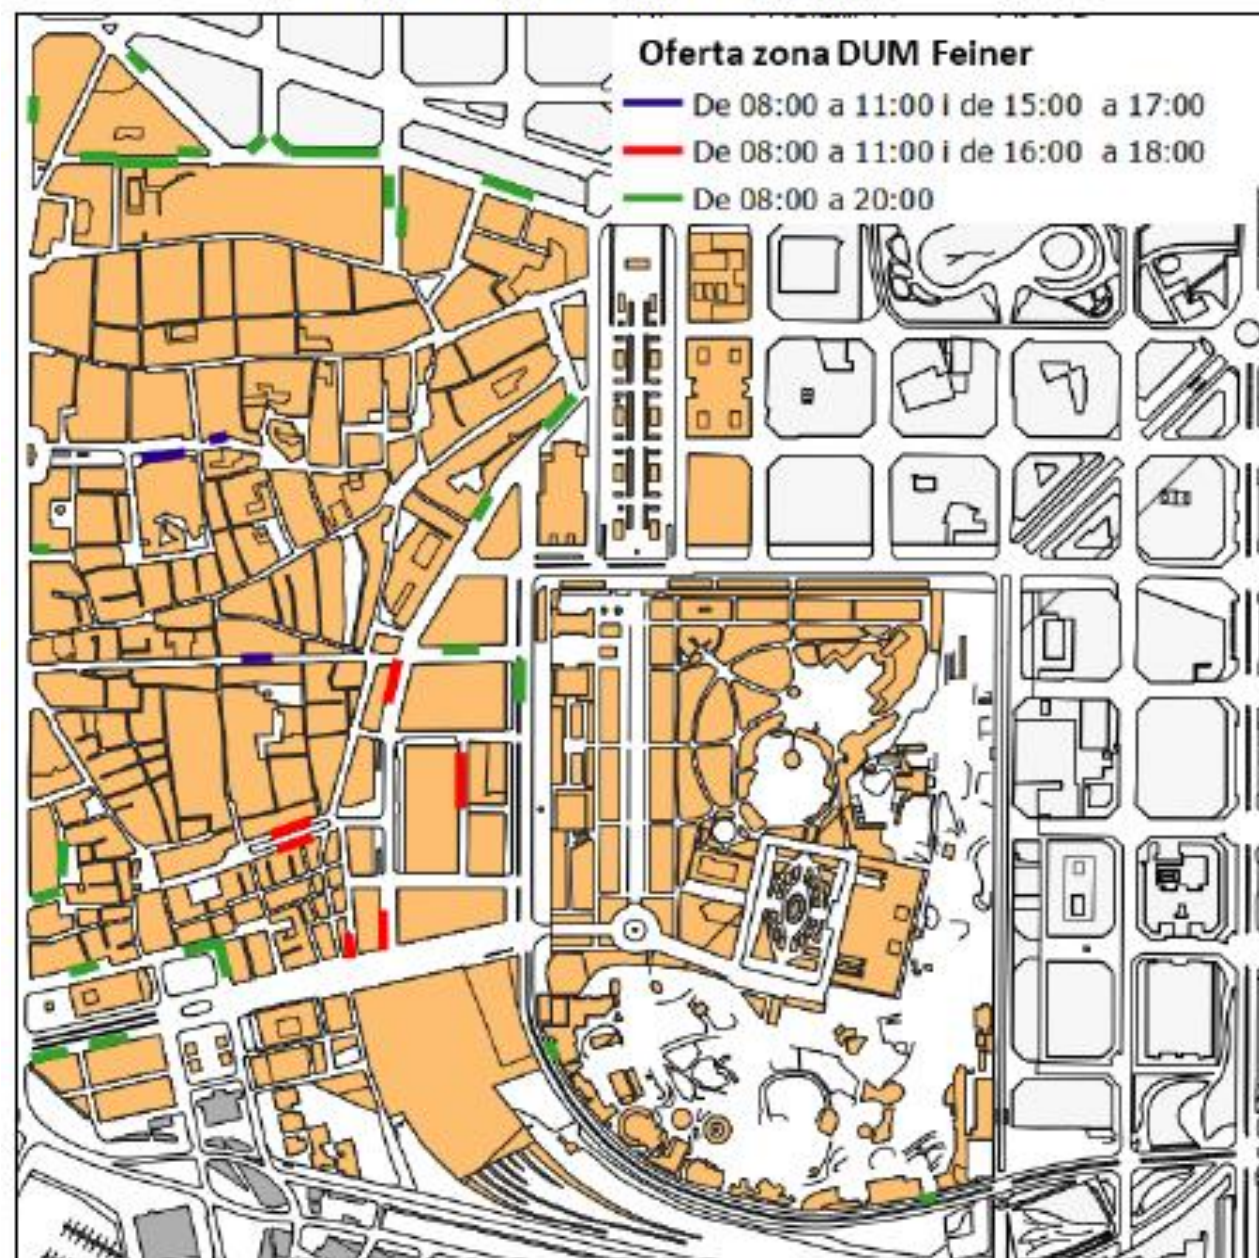 Oferta zona DUM Feiner
De 08:00 a 11:00 i de 15:00 a 17:00
De 08:00 a 11:00 i de 16:00 a 18:00
De 08:00 a 20:00